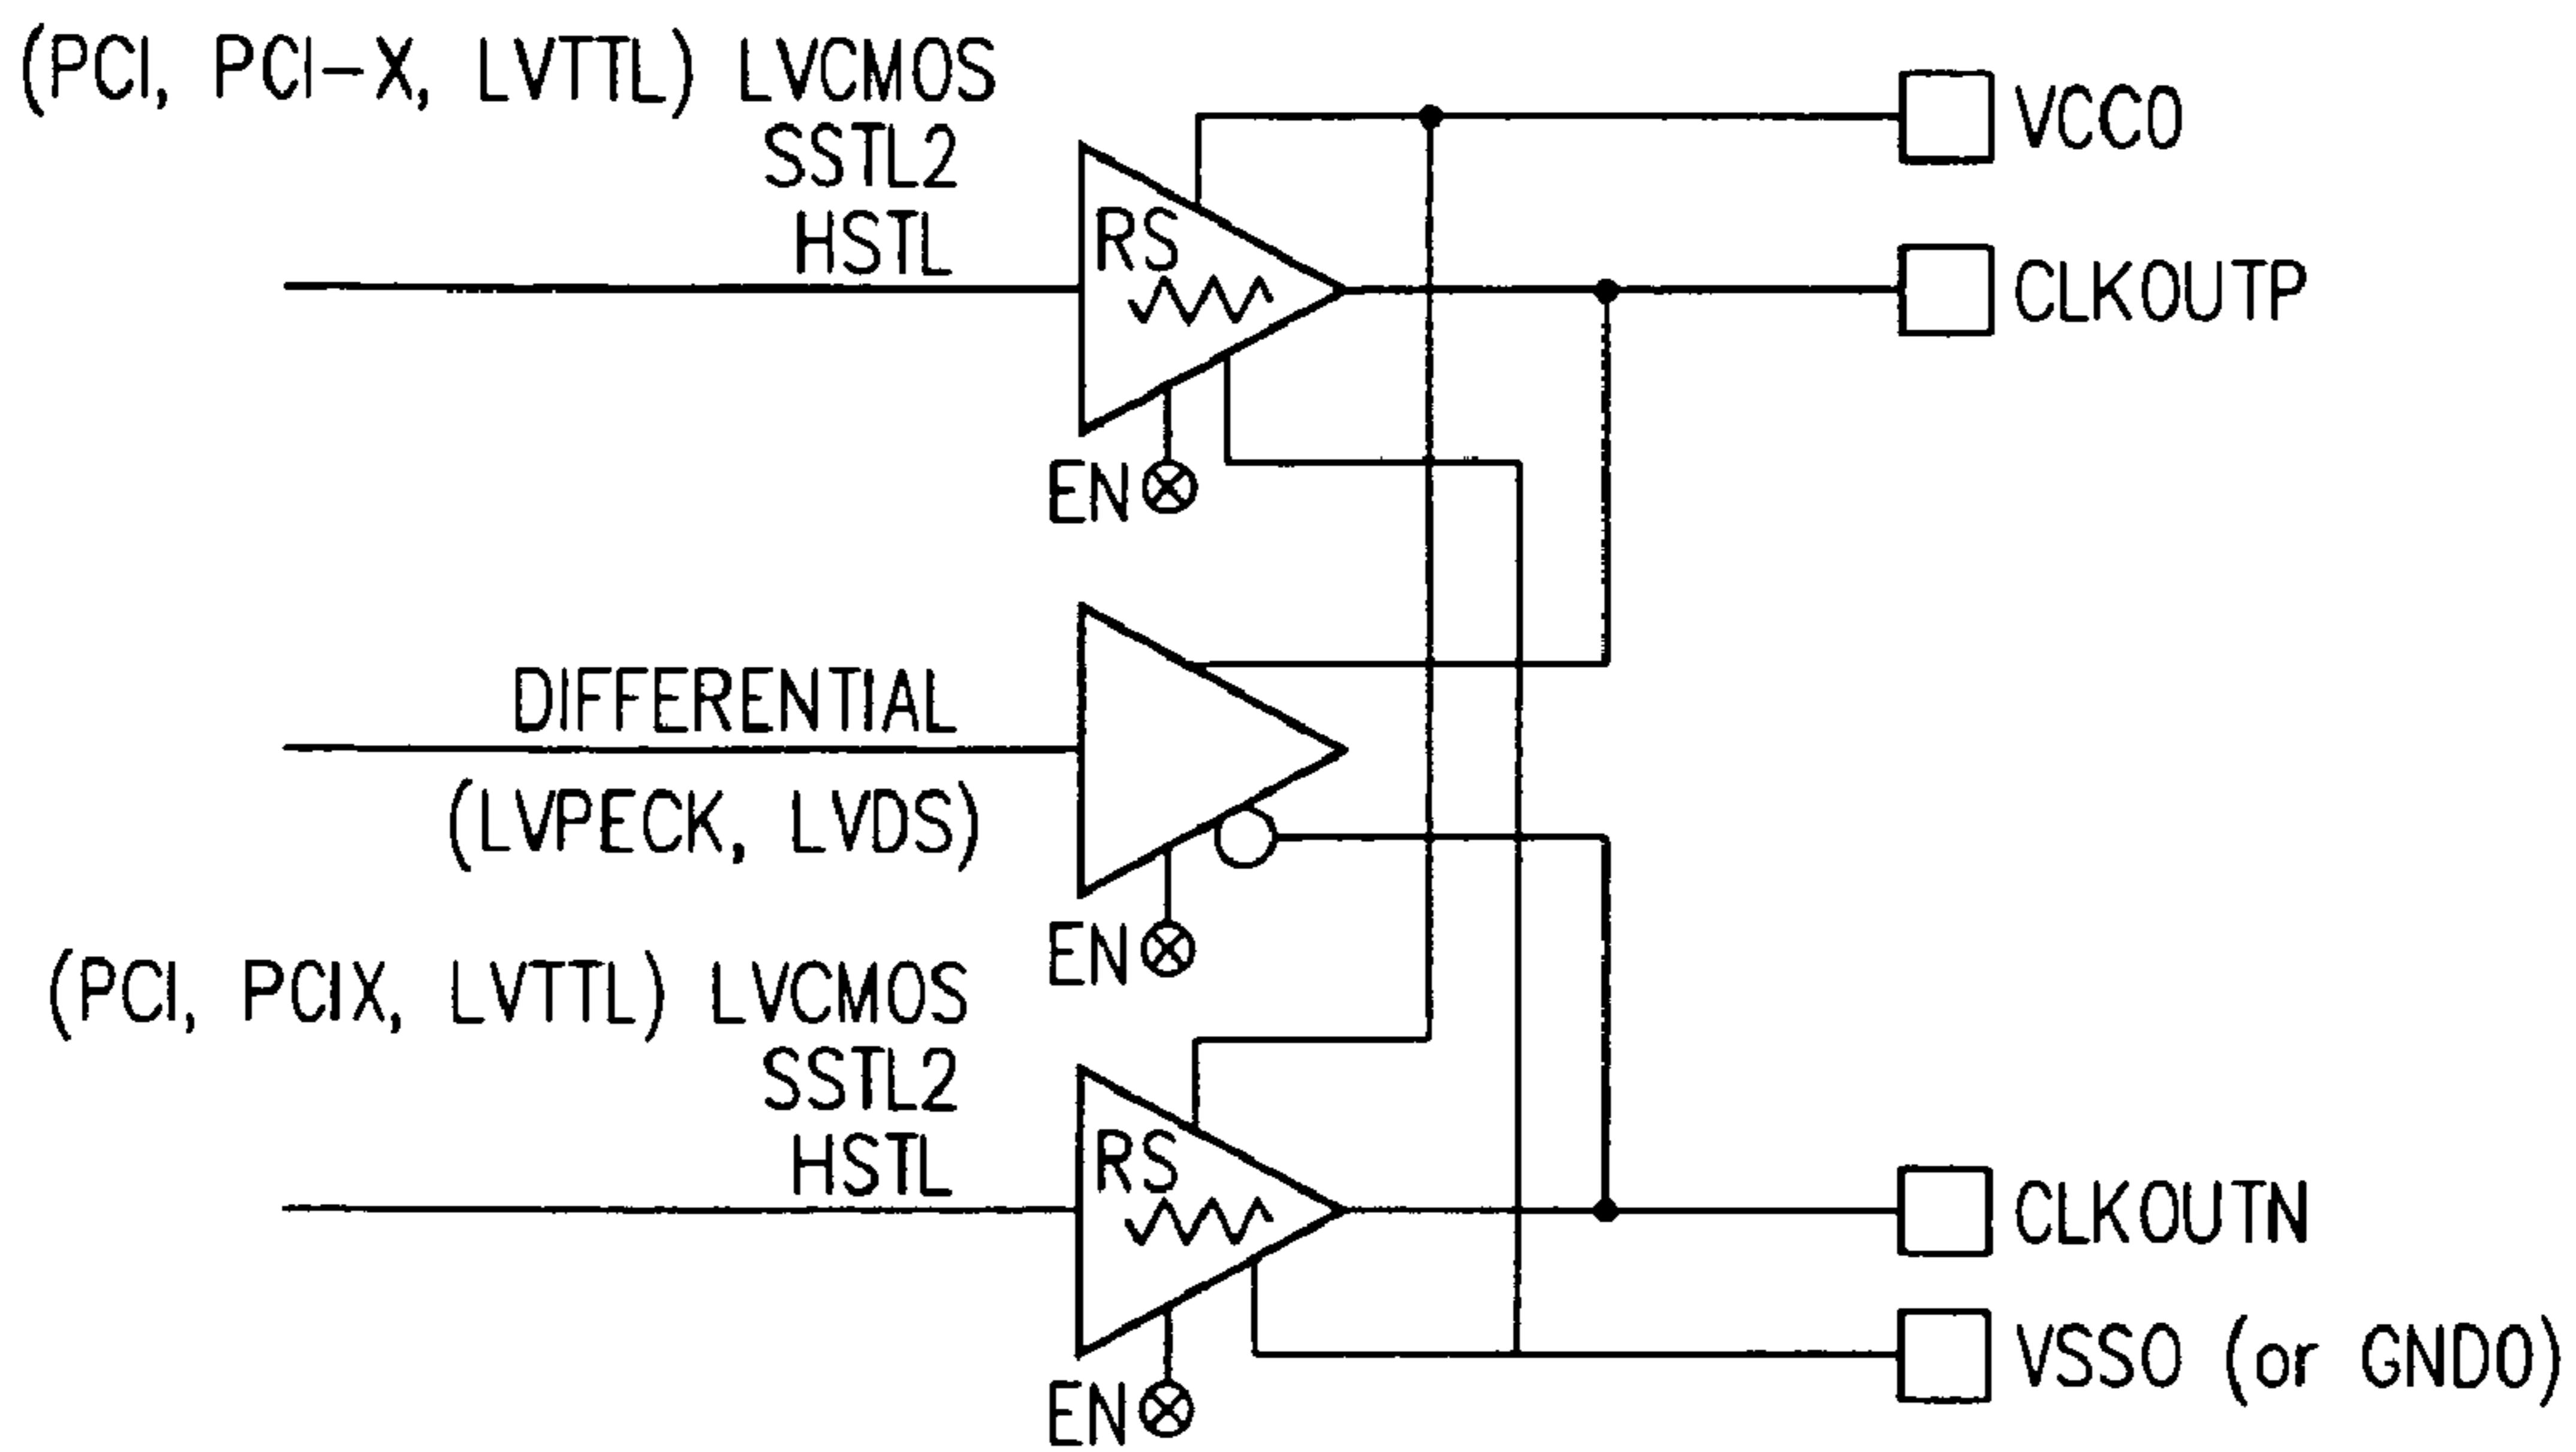 (PCI, PCI-X, LVTTL) LVCMOS
SSTL2
HSTL
RS
EN
VCCO
CLKOUTP
DIFFERENTIAL
(LVPECK, LVDS)
EN
(PCI, PCIX, LVTTL) LVCMOS
SSTL2
HSTL
RS
EN
CLKOUTN
VSSO (or GNDO)